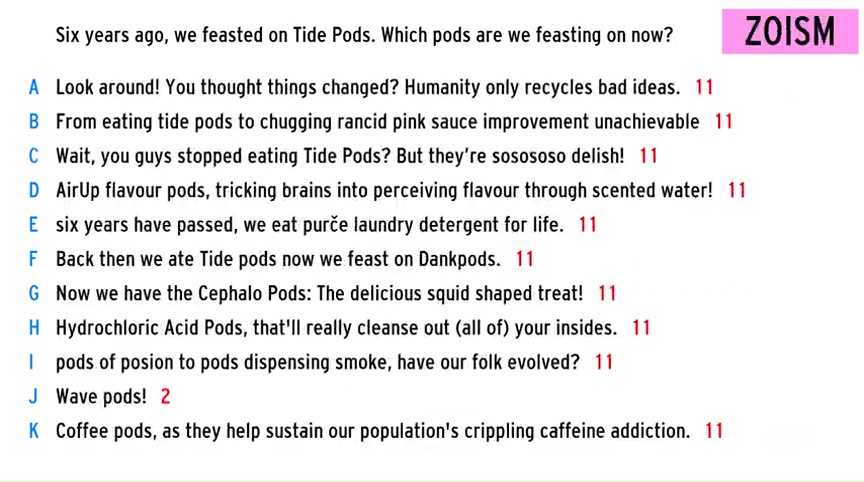 Six years ago, we feasted on Tide Pods. Which pods are we feasting on now?
ZOISM
A Look around! You thought things changed? Humanity only recycles bad ideas. 11
B From eating tide pods to chugging rancid pink sauce improvement unachievable 11
C Wait, you guys stopped eating Tide Pods? But they're sosososo delish! 11
D AirUp flavour pods, tricking brains into perceiving flavour through scented water! 11
E six years have passed, we eat purče laundry detergent for life. 11
F Back then we ate Tide pods now we feast on Dankpods. 11
G Now we have the Cephalo Pods: The delicious squid shaped treat! 11
H Hydrochloric Acid Pods, that'll really cleanse out (all of) your insides. 11
I pods of posion to pods dispensing smoke, have our folk evolved? 11
J Wave pods! 2
K Coffee pods, as they help sustain our population's crippling caffeine addiction. 11